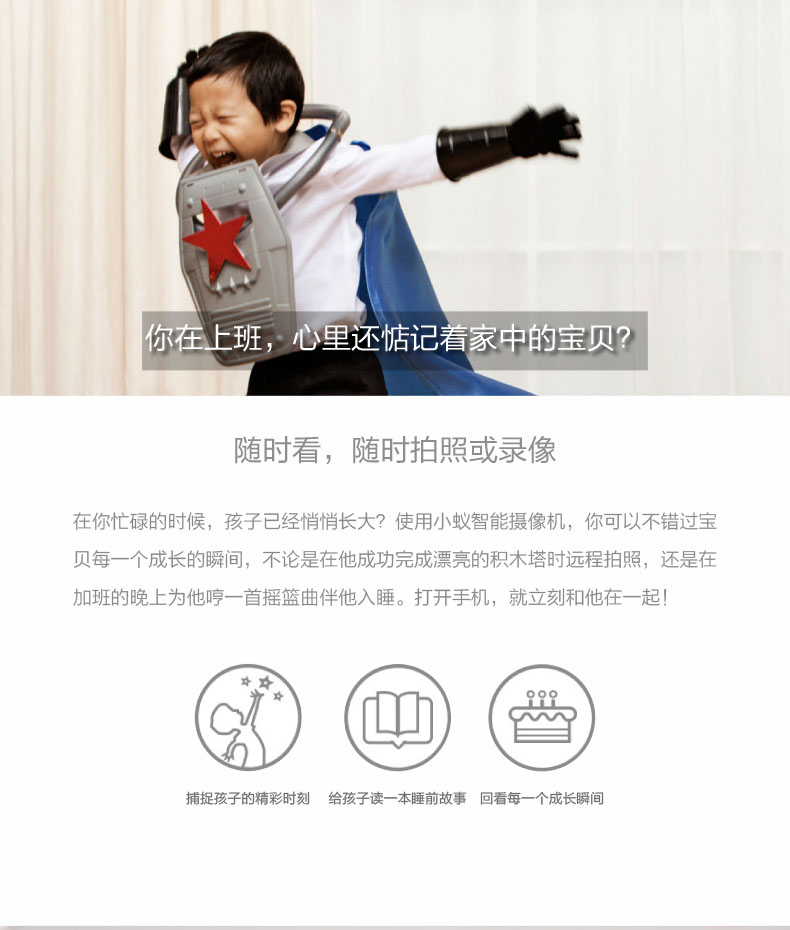 你在上班，心里还惦记着家中的宝贝？
随时看，随时拍照或录像
在你忙碌的时候，孩子已经悄悄长大？使用小蚁智能摄像机，你可以不错过宝
贝每一个成长的瞬间，不论是在他成功完成漂亮的积木塔时远程拍照，还是在
加班的晚上为他哼一首摇篮曲伴他入睡。打开手机，就立刻和他在一起！
捕捉孩子的精彩时刻
给孩子读一本睡前故事
回看每一个成长瞬间